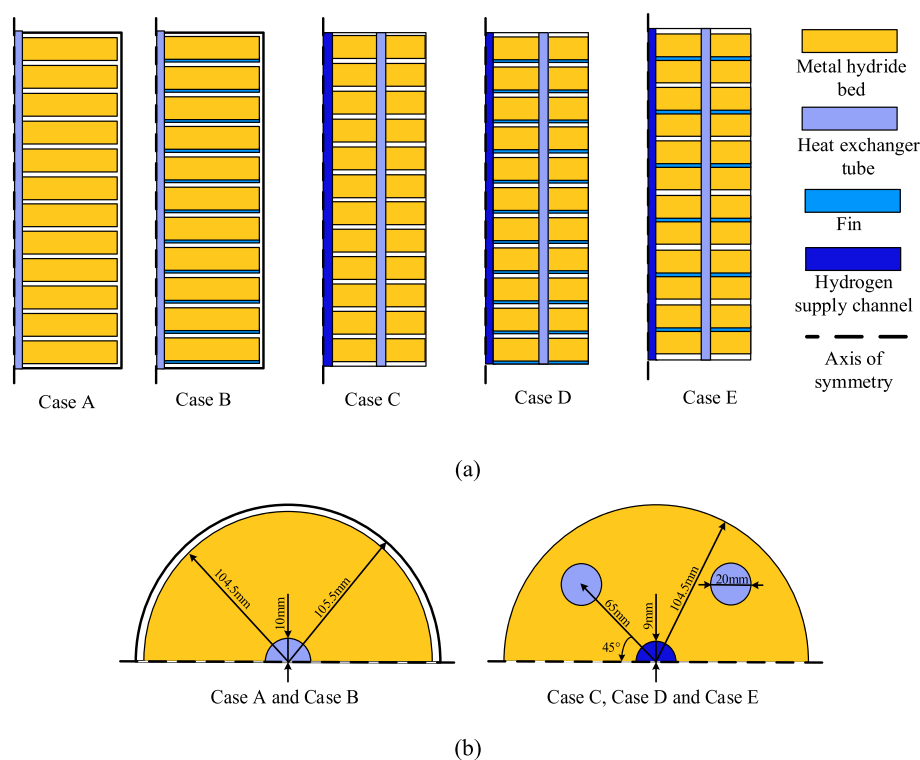 Metal hydride
bed
Heat exchanger
tube
Fin
Hydrogen
supply channel
Axis of
symmetry
Case A
Case B
Case C
Case D
Case E
(a)
104.5mm
10mm
105.5mm
65mm
45°
9mm
104.5mm
20mm
Case A and Case B
Case C, Case D and Case E
(b)